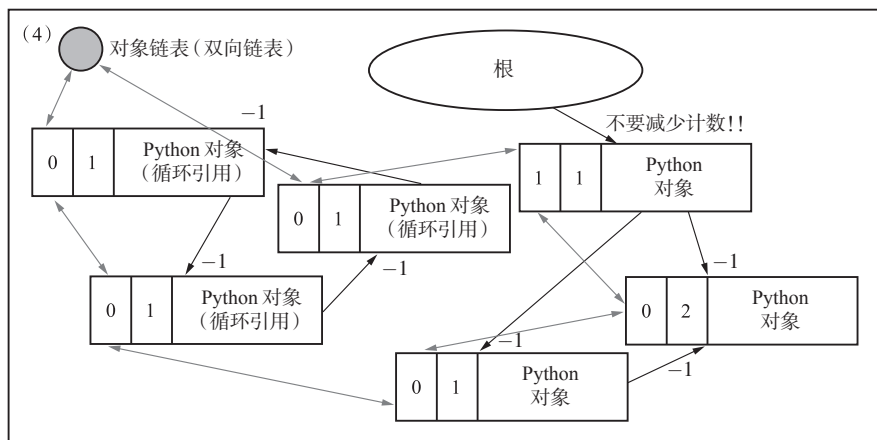 (4)
对象链表(双向链表)
根
-1
不要减少计数!!
0 1 Python 对象
(循环引用)
0 1 Python 对象
(循环引用)
1 1 Python
对象
-1
-1
-1
0 1 Python 对象
(循环引用)
0 2 Python
对象
-1
-1
0 1 Python
对象